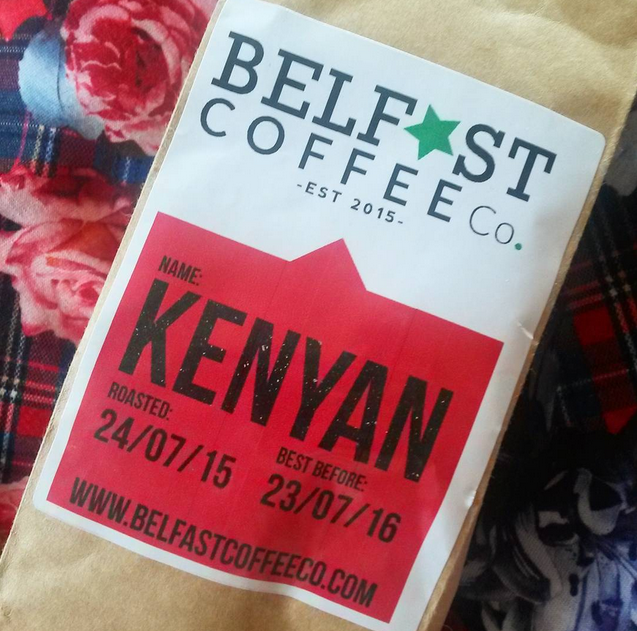 BELF★ST
COFFEE Co.
-EST 2015-
NAME:
KENYAN
ROASTED:
24/07/15
BEST BEFORE:
23/07/16
WWW.BELFASTCOFFEECO.COM